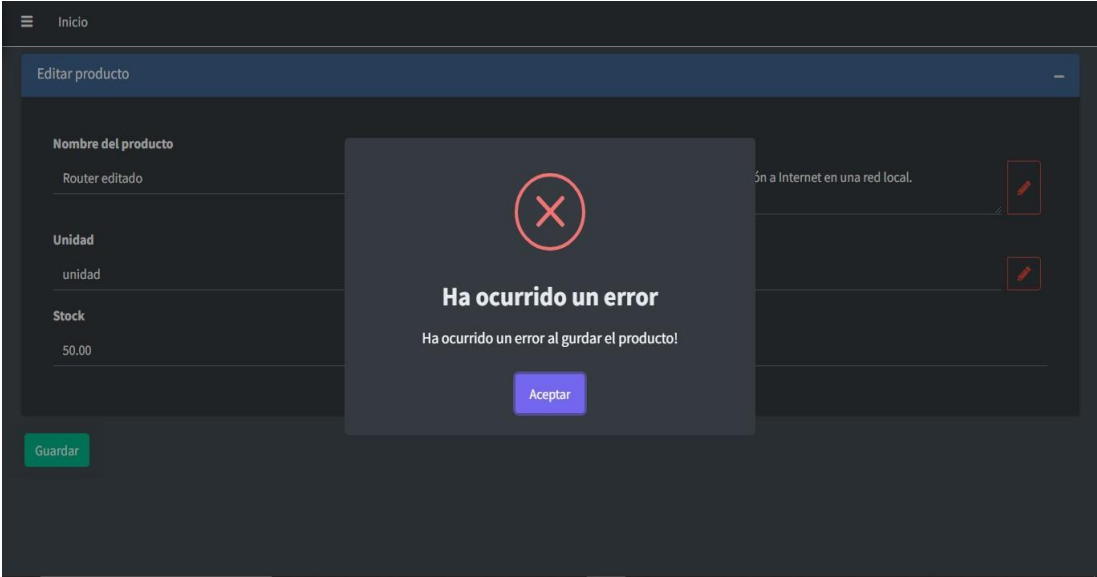 Inicio
Editar producto
Nombre del producto
Router editado
ón a Internet en una red local.
Unidad
unidad
Stock
50.00
Ha ocurrido un error
Ha ocurrido un error al gurdar el producto!
Aceptar
Guardar